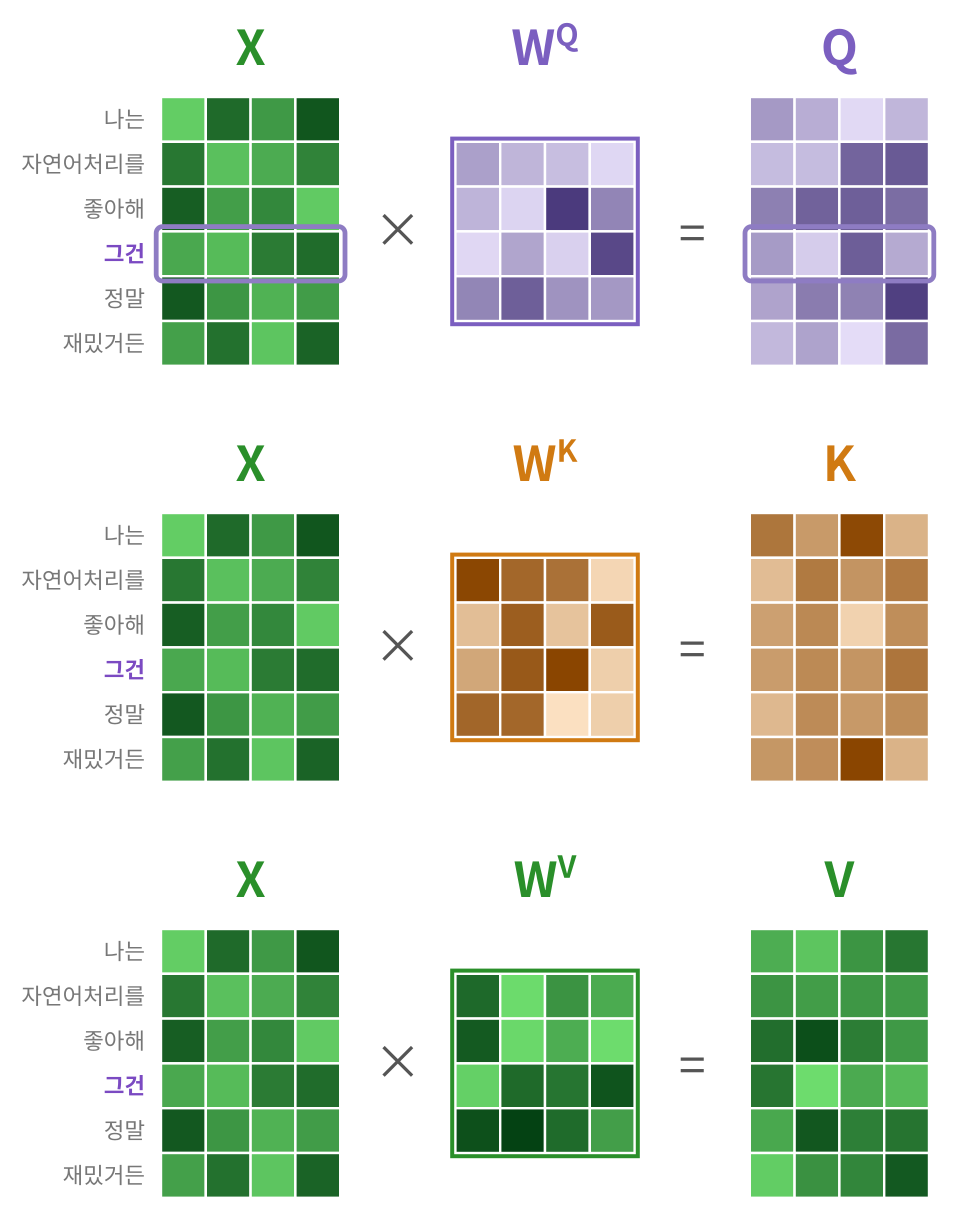 X × W^Q = Q
나는
자연어처리를
좋아해
그건
정말
재밌거든
X × W^K = K
나는
자연어처리를
좋아해
그건
정말
재밌거든
X × W^V = V
나는
자연어처리를
좋아해
그건
정말
재밌거든